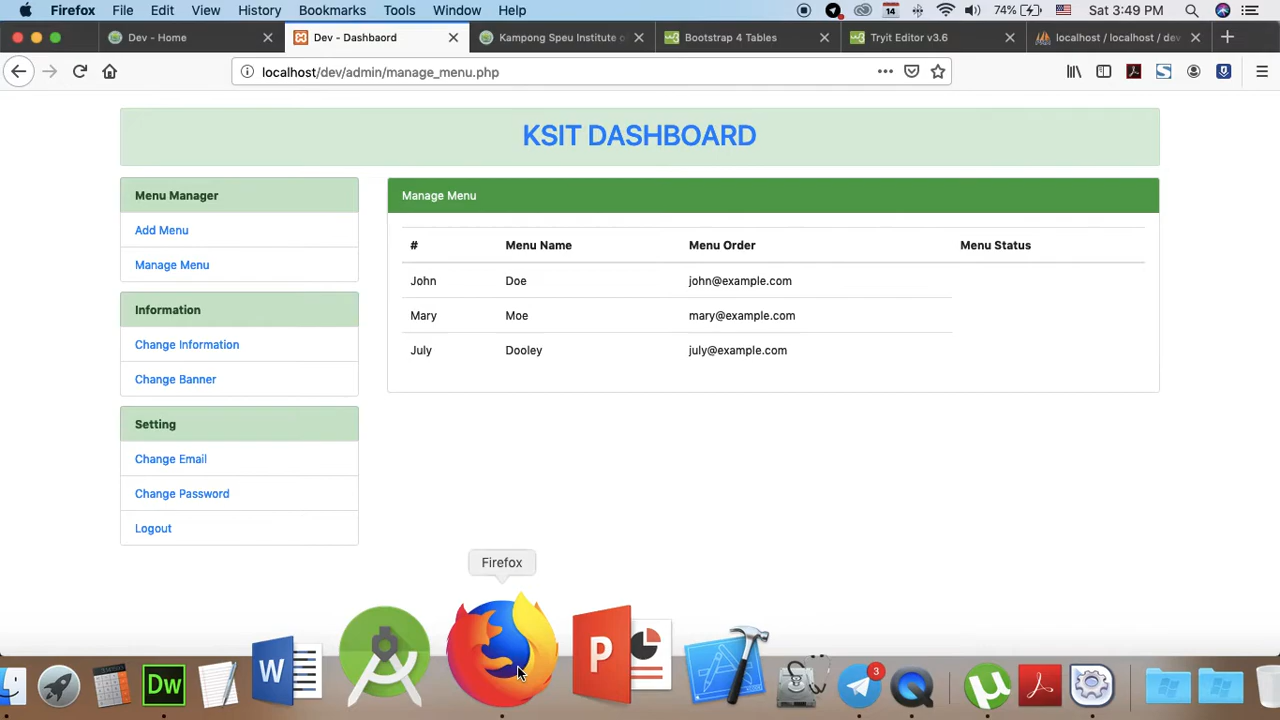 Firefox File Edit View History Bookmarks Tools Window Help 14 74% Sat 3:49 PM
Dev - Home Dev - Dashbaord Kampong Speu Institute o Bootstrap 4 Tables Tryit Editor v3.6 localhost / localhost / dev
localhost/dev/admin/manage_menu.php
KSIT DASHBOARD
Menu Manager
Add Menu
Manage Menu
Information
Change Information
Change Banner
Setting
Change Email
Change Password
Logout
Manage Menu
# Menu Name Menu Order Menu Status
John Doe john@example.com
Mary Moe mary@example.com
July Dooley july@example.com
Firefox
Dw
W
P
3